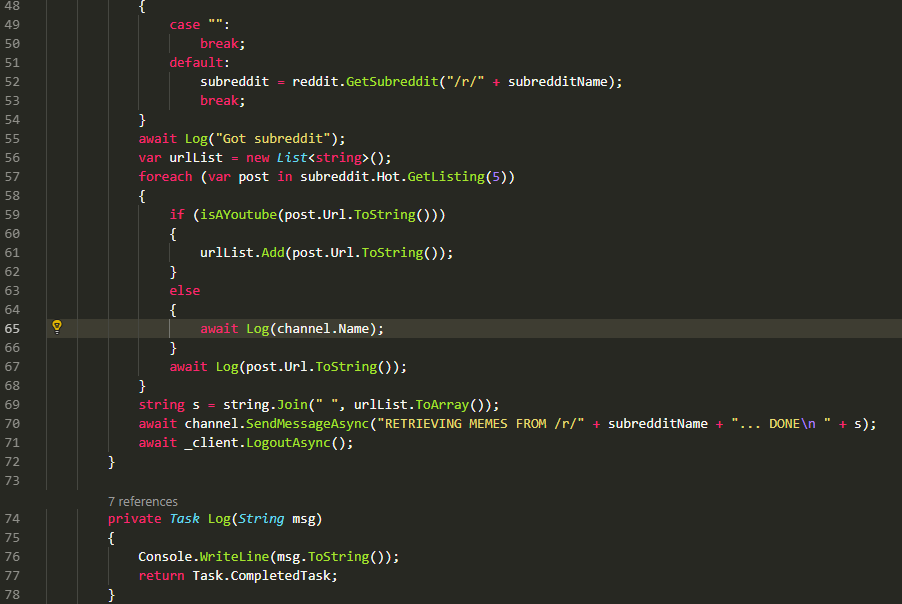 48 {
49 case "":
50 break;
51 default:
52 subreddit = reddit.GetSubreddit("/r/" + subredditName);
53 break;
54 }
55 await Log("Got subreddit");
56 var urlList = new List<string>();
57 foreach (var post in subreddit.Hot.GetListing(5))
58 {
59 if (isAYoutube(post.Url.ToString()))
60 {
61 urlList.Add(post.Url.ToString());
62 }
63 else
64 {
65 await Log(channel.Name);
66 }
67 await Log(post.Url.ToString());
68 }
69 string s = string.Join(" ", urlList.ToArray());
70 await channel.SendMessageAsync("RETRIEVING MEMES FROM /r/" + subredditName + "... DONE\n " + s);
71 await _client.LogoutAsync();
72 }
73
7 references
74 private Task Log(String msg)
75 {
76 Console.WriteLine(msg.ToString());
77 return Task.CompletedTask;
78 }